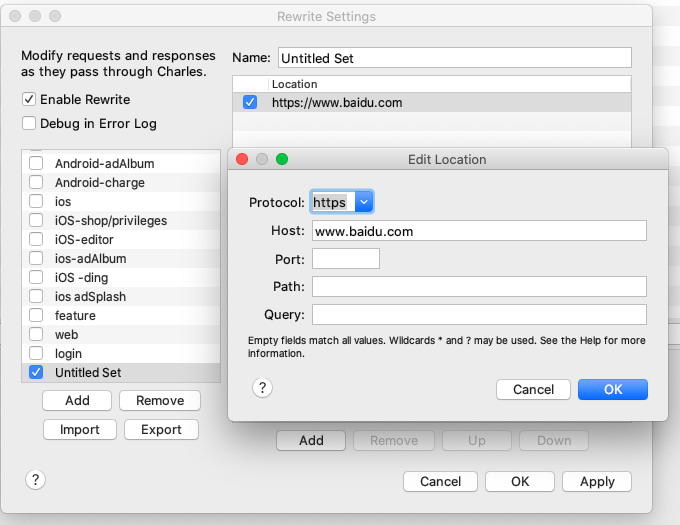 Rewrite Settings
Modify requests and responses
as they pass through Charles.
Enable Rewrite
Debug in Error Log
Name: Untitled Set
Location
https://www.baidu.com
Android-adAlbum
Android-charge
ios
iOS-shop/privileges
iOS-editor
ios-adAlbum
iOS -ding
ios adSplash
feature
web
login
Untitled Set
Add Remove
Import Export
Edit Location
Protocol: https
Host: www.baidu.com
Port:
Path:
Query:
Empty fields match all values. Wildcards * and ? may be used. See the Help for more
information.
? Cancel OK
Add Remove Up Down
? Cancel OK Apply